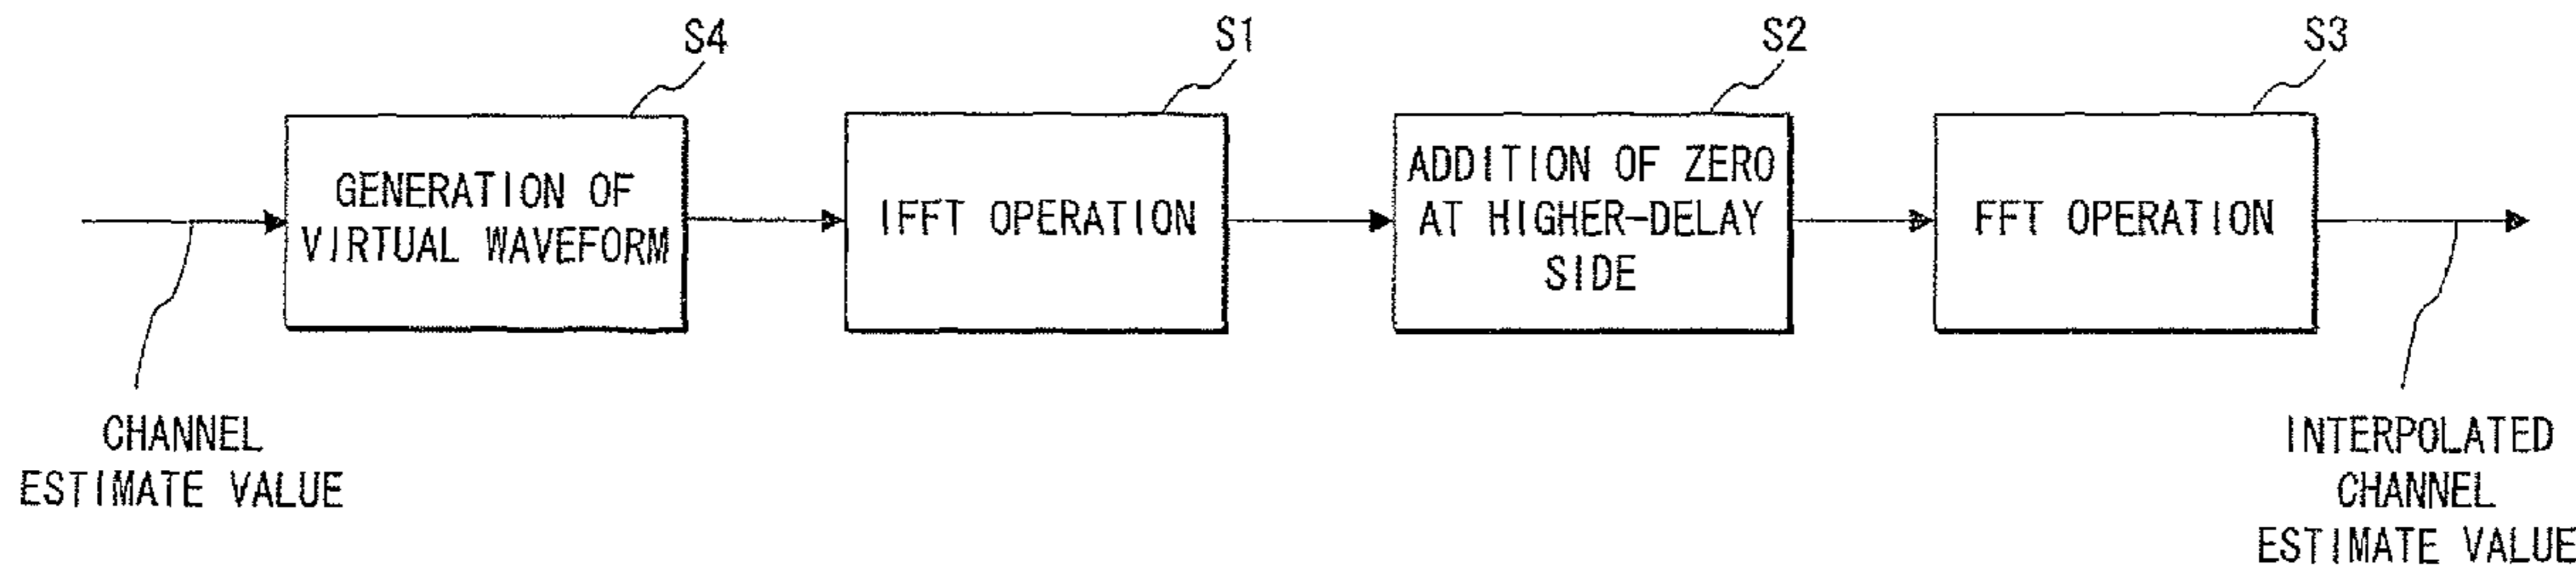 S4
S1
S2
S3
GENERATION OF
VIRTUAL WAVEFORM
IFFT OPERATION
ADDITION OF ZERO
AT HIGHER-DELAY
SIDE
FFT OPERATION
CHANNEL
ESTIMATE VALUE
INTERPOLATED
CHANNEL
ESTIMATE VALUE